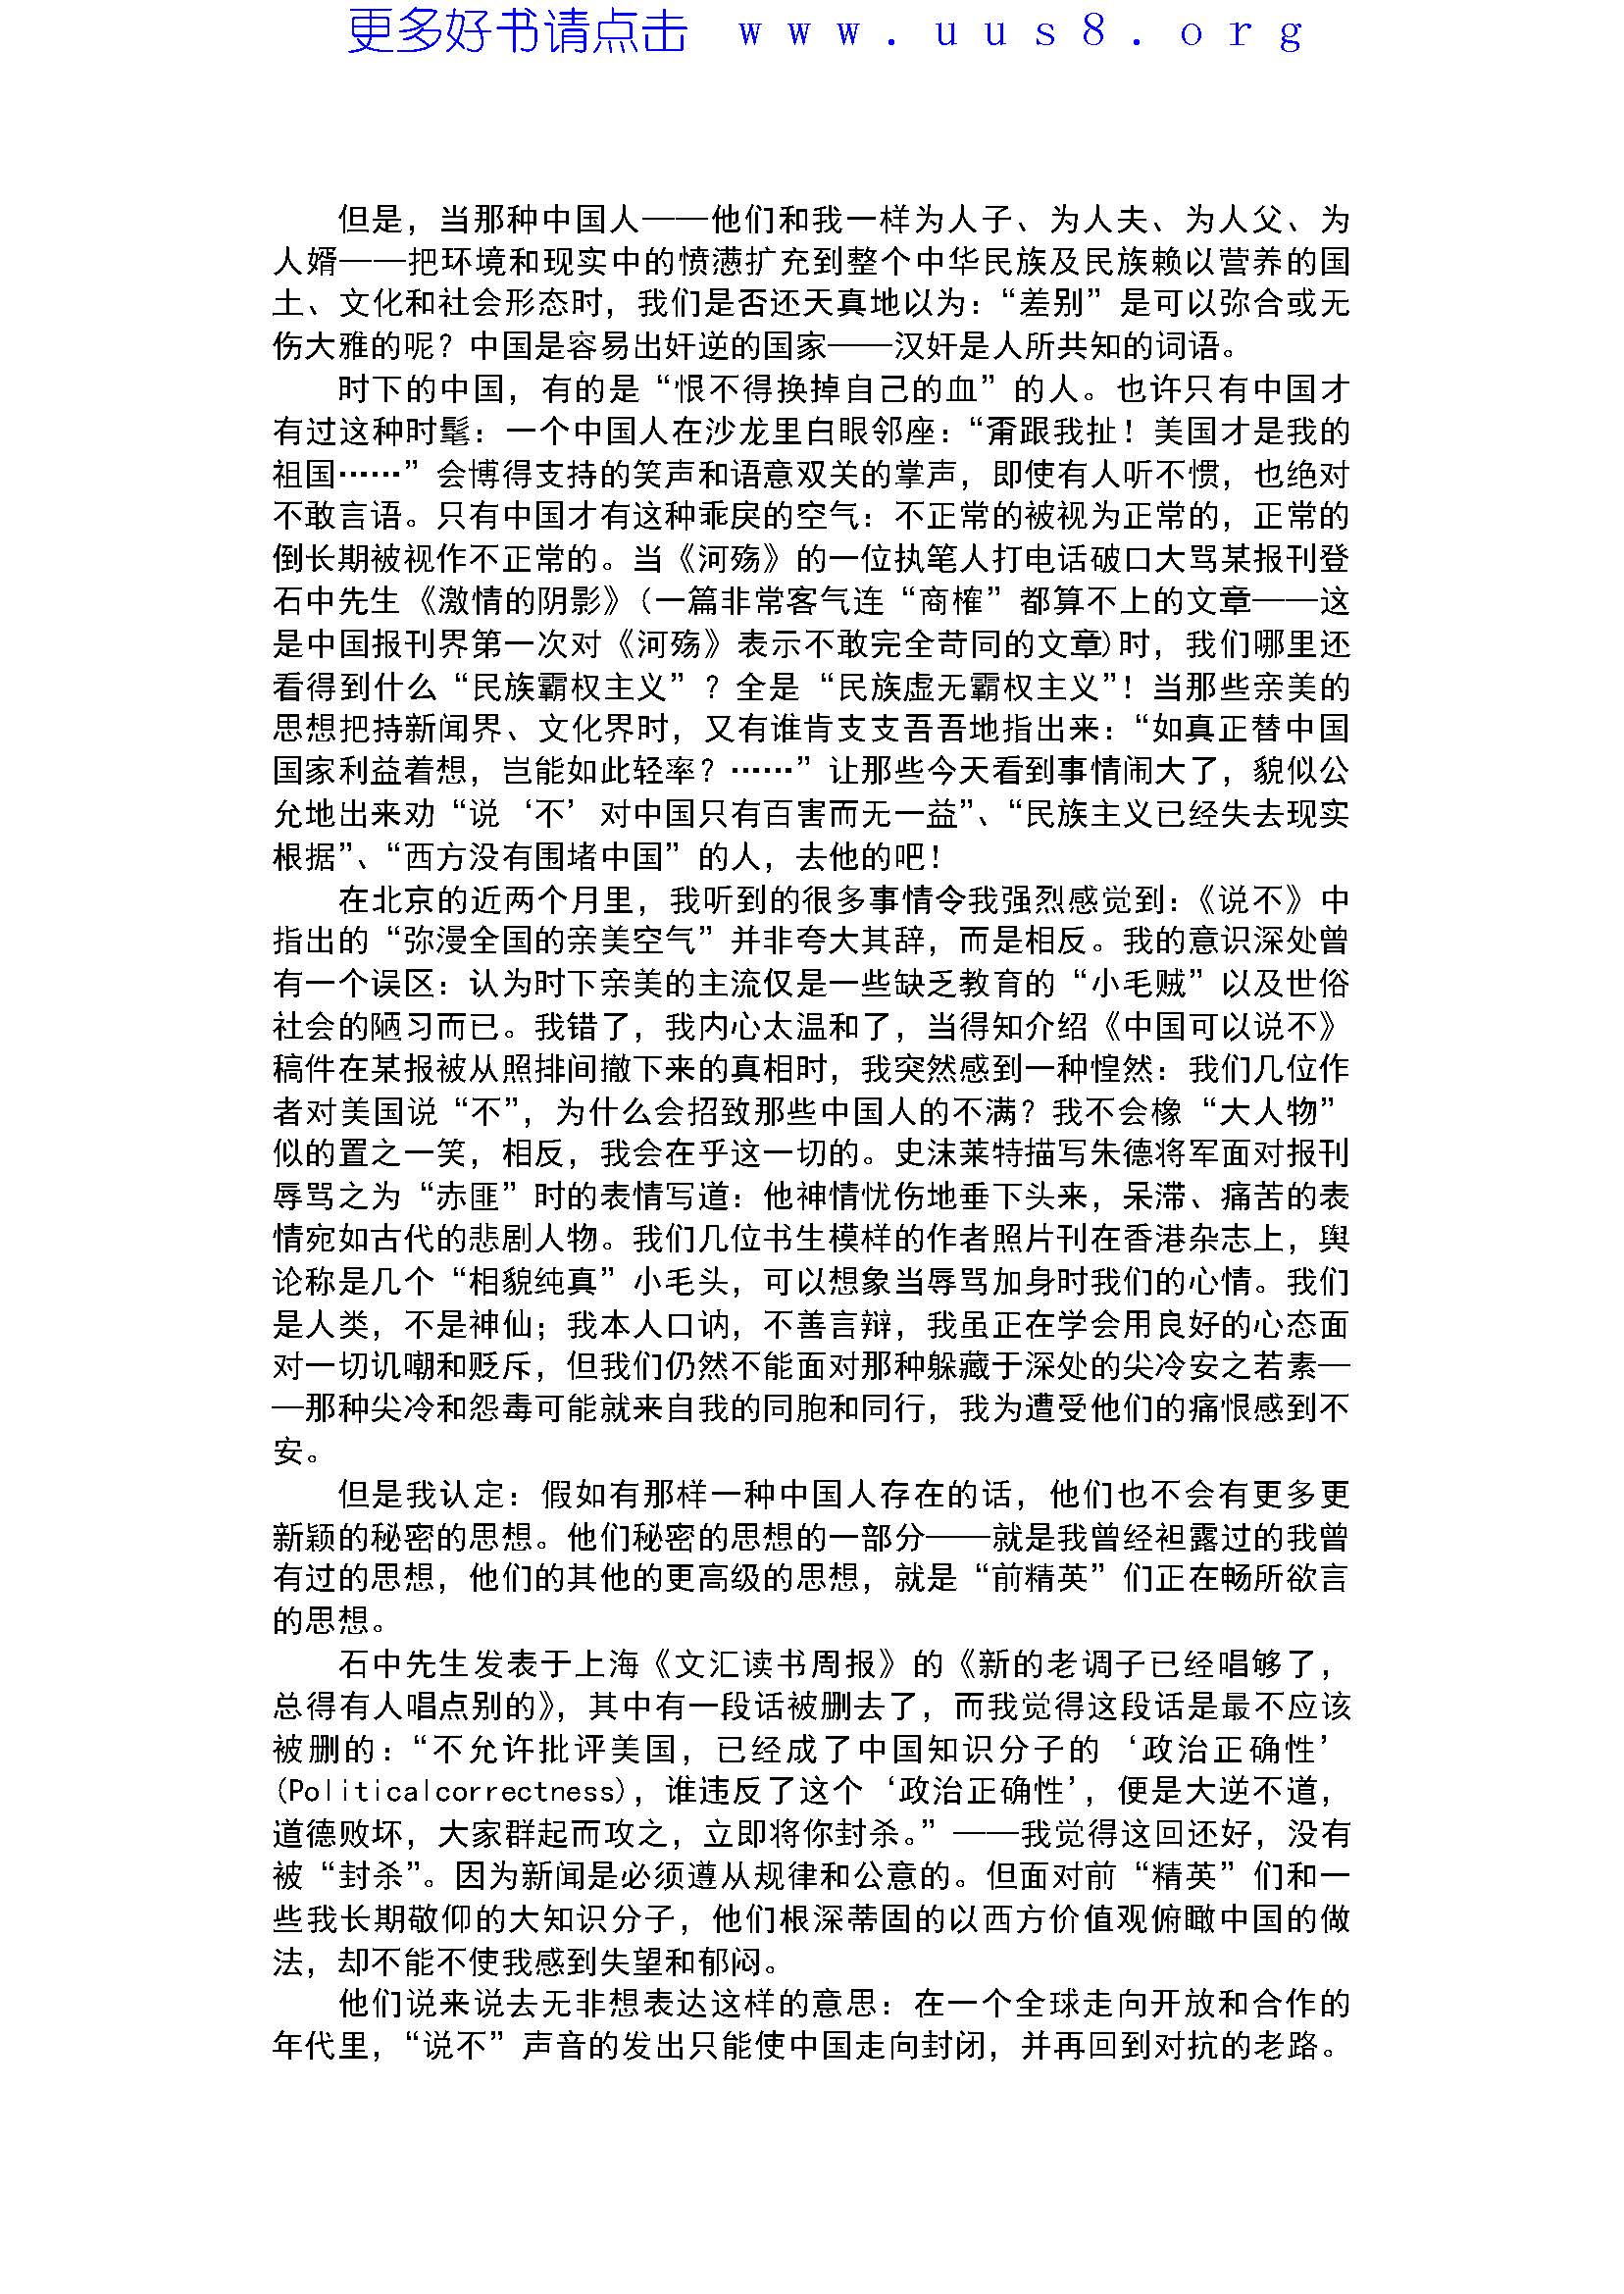 更多好书请点击 www.uus8.org
但是，当那种中国人——他们和我一样为人子、为人夫、为人父、为
人婿——把环境和现实中的愤懑扩充到整个中华民族及民族赖以营养的国
土、文化和社会形态时，我们是否还天真地以为：“差别”是可以弥合或无
伤大雅的呢？中国是容易出奸逆的国家——汉奸是人所共知的词语。
时下的中国，有的是“恨不得换掉自己的血”的人。也许只有中国才
有过这种时髦：一个中国人在沙龙里白眼邻座：“甭跟我扯！美国才是我的
祖国……”会博得支持的笑声和语意双关的掌声，即使有人听不惯，也绝对
不敢言语。只有中国才有这种乖戾的空气：不正常的被视为正常的，正常的
倒长期被视作不正常的。当《河殇》的一位执笔人打电话破口大骂某报刊登
石中先生《激情的阴影》(一篇非常客气连“商榷”都算不上的文章——这
是中国报刊界第一次对《河殇》表示不敢完全苟同的文章)时，我们哪里还
看得到什么“民族霸权主义”？全是“民族虚无霸权主义”！当那些亲美的
思想把持新闻界、文化界时，又有谁肯支支吾吾地指出来：“如真正替中国
国家利益着想，岂能如此轻率？……”让那些今天看到事情闹大了，貌似公
允地出来劝“说‘不’对中国只有百害而无一益”、“民族主义已经失去现实
根据”、“西方没有围堵中国”的人，去他的吧！
在北京的近两个月里，我听到的很多事情令我强烈感觉到：《说不》中
指出的“弥漫全国的亲美空气”并非夸大其辞，而是相反。我的意识深处曾
有一个误区：认为时下亲美的主流仅是一些缺乏教育的“小毛贼”以及世俗
社会的陋习而已。我错了，我内心太温和了，当得知介绍《中国可以说不》
稿件在某报被从照排间撤下来的真相时，我突然感到一种惶然：我们几位作
者对美国说“不”，为什么会招致那些中国人的不满？我不会橡“大人物”
似的置之一笑，相反，我会在乎这一切的。史沫莱特描写朱德将军面对报刊
辱骂之为“赤匪”时的表情写道：他神情忧伤地垂下头来，呆滞、痛苦的表
情宛如古代的悲剧人物。我们几位书生模样的作者照片刊在香港杂志上，舆
论称是几个“相貌纯真”小毛头，可以想象当辱骂加身时我们的心情。我们
是人类，不是神仙；我本人口讷，不善言辩，我虽正在学会用良好的心态面
对一切讥嘲和贬斥，但我们仍然不能面对那种躲藏于深处的尖冷安之若素—
—那种尖冷和怨毒可能就来自我的同胞和同行，我为遭受他们的痛恨感到不
安。
但是我认定：假如有那样一种中国人存在的话，他们也不会有更多更
新颖的秘密的思想。他们秘密的思想的一部分——就是我曾经袒露过的我曾
有过的思想，他们的其他的更高级的思想，就是“前精英”们正在畅所欲言
的思想。
石中先生发表于上海《文汇读书周报》的《新的老调子已经唱够了，
总得有人唱点别的》，其中有一段话被删去了，而我觉得这段话是最不应该
被删的：“不允许批评美国，已经成了中国知识分子的‘政治正确性’
(Politicalcorrectness)，谁违反了这个‘政治正确性’，便是大逆不道，
道德败坏，大家群起而攻之，立即将你封杀。”——我觉得这回还好，没有
被“封杀”。因为新闻是必须遵从规律和公意的。但面对前“精英”们和一
些我长期敬仰的大知识分子，他们根深蒂固的以西方价值观俯瞰中国的做
法，却不能不使我感到失望和郁闷。
他们说来说去无非想表达这样的意思：在一个全球走向开放和合作的
年代里，“说不”声音的发出只能使中国走向封闭，并再回到对抗的老路。